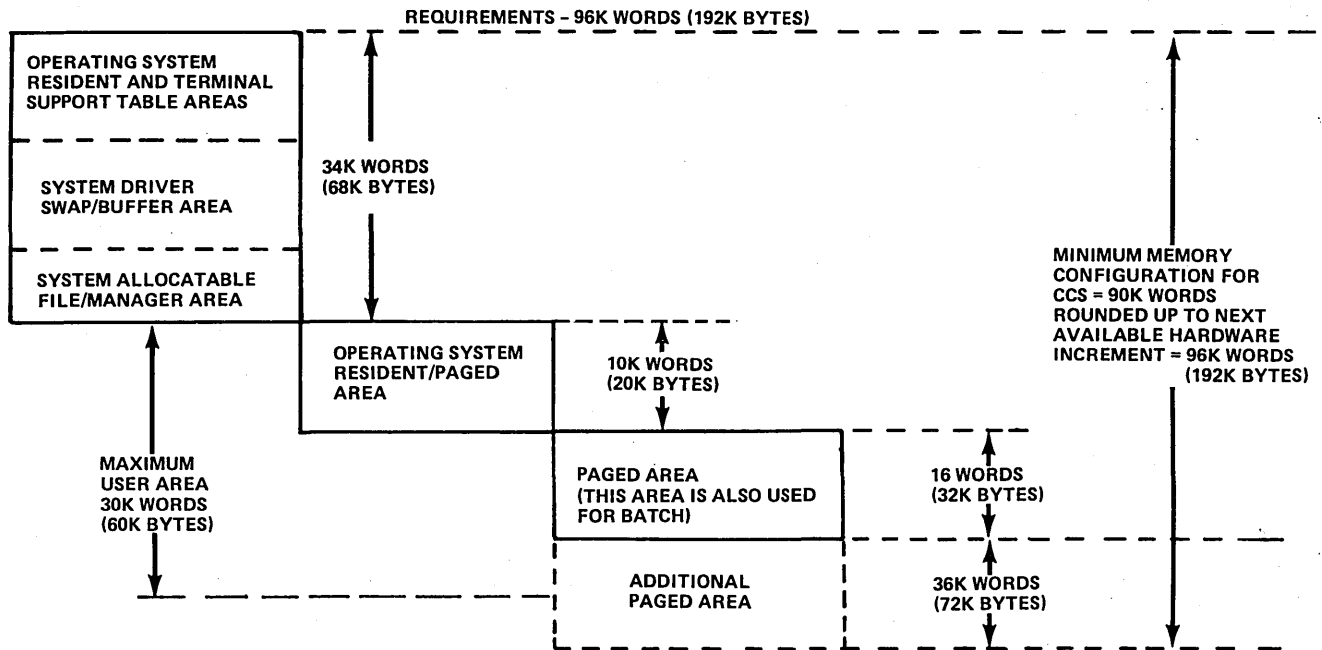 REQUIREMENTS – 96K WORDS (192K BYTES)
OPERATING SYSTEM
RESIDENT AND TERMINAL
SUPPORT TABLE AREAS
SYSTEM DRIVER
SWAP/BUFFER AREA
SYSTEM ALLOCATABLE
FILE/MANAGER AREA
34K WORDS
(68K BYTES)
OPERATING SYSTEM
RESIDENT/PAGED
AREA
10K WORDS
(20K BYTES)
MINIMUM MEMORY
CONFIGURATION FOR
CCS = 90K WORDS
ROUNDED UP TO NEXT
AVAILABLE HARDWARE
INCREMENT = 96K WORDS
(192K BYTES)
MAXIMUM
USER AREA
30K WORDS
(60K BYTES)
PAGED AREA
(THIS AREA IS ALSO USED
FOR BATCH)
16 WORDS
(32K BYTES)
ADDITIONAL
PAGED AREA
36K WORDS
(72K BYTES)